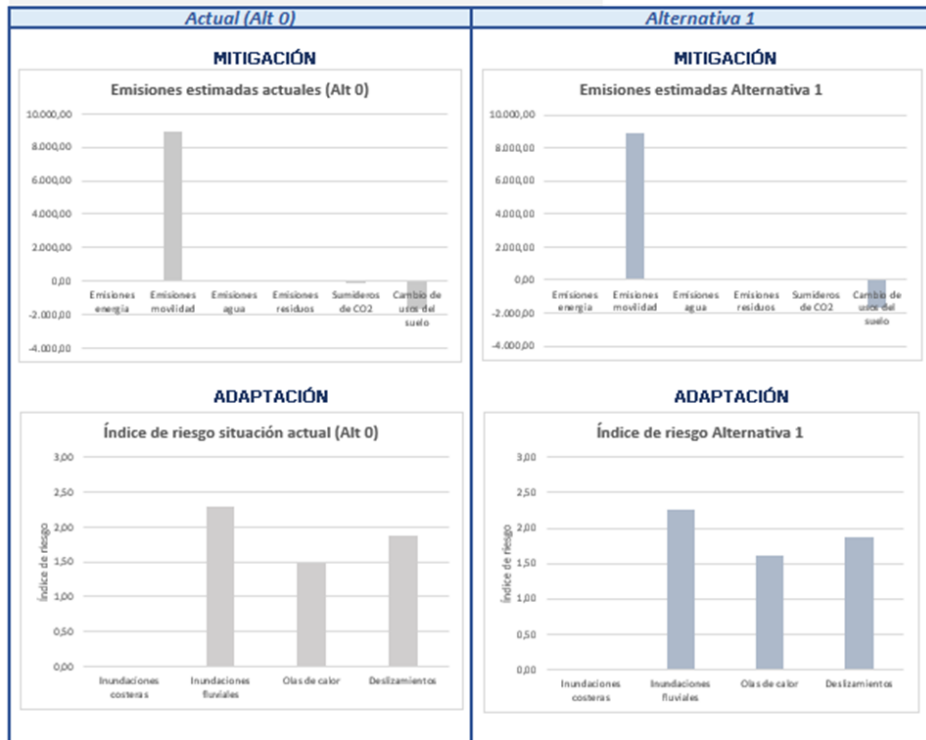 Actual (Alt 0)
Alternativa 1
MITIGACIÓN
Emisiones estimadas actuales (Alt 0)
10.000,00
8.000,00
6.000,00
4.000,00
2.000,00
0,00
-2.000,00
-4.000,00
Emisiones
energia
Emisiones
movilidad
Emisiones
agua
Emisiones
residuos
Sumideros
de CO2
Cambio de
usos del
suelo
MITIGACIÓN
Emisiones estimadas Alternativa 1
10.000,00
8.000,00
6.000,00
4.000,00
2.000,00
0,00
-2.000,00
-4.000,00
Emisiones
energia
Emisiones
movilidad
Emisiones
agua
Emisiones
residuos
Sumideros
de CO2
Cambio de
usos del
suelo
ADAPTACIÓN
Índice de riesgo situación actual (Alt 0)
Índice de riesgo
3,00
2,50
2,00
1,50
1,00
0,50
0,00
Inundaciones
costeras
Inundaciones
fluviales
Olas de calor
Deslizamientos
ADAPTACIÓN
Índice de riesgo Alternativa 1
Índice de riesgo
3,00
2,50
2,00
1,50
1,00
0,50
0,00
Inundaciones
costeras
Inundaciones
fluviales
Olas de calor
Deslizamientos